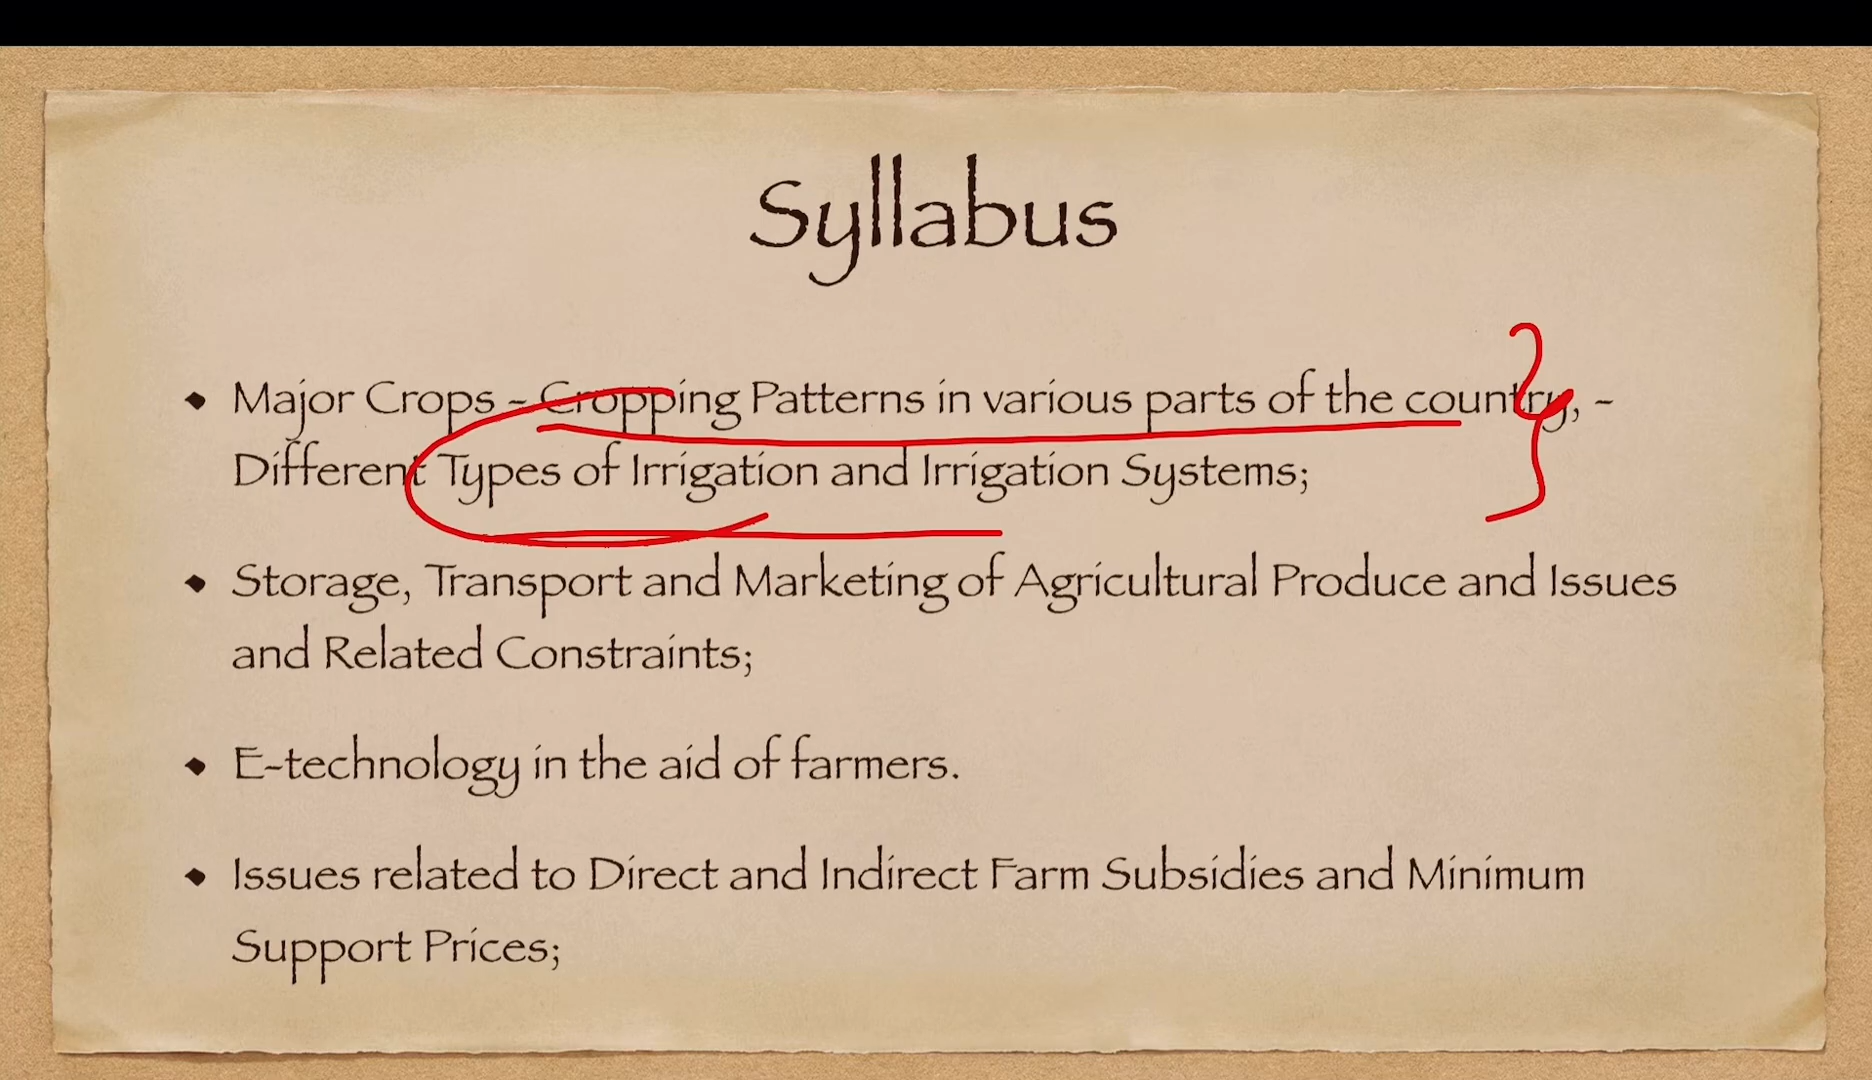 Syllabus
• Major Crops - Cropping Patterns in various parts of the country, -
Different Types of Irrigation and Irrigation Systems;
• Storage, Transport and Marketing of Agricultural Produce and Issues
and Related Constraints;
• E-technology in the aid of farmers.
• Issues related to Direct and Indirect Farm Subsidies and Minimum
Support Prices;